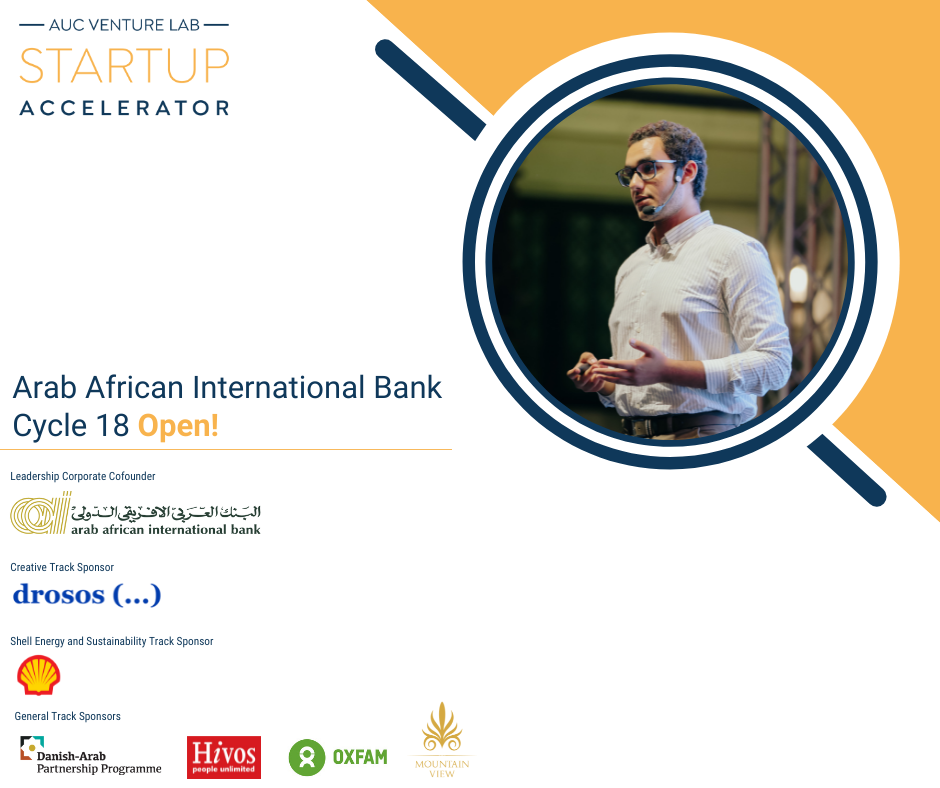 AUC VENTURE LAB
STARTUP
ACCELERATOR
Arab African International Bank
Cycle 18 Open!
Leadership Corporate Cofounder
البنك العربي الافريقي الدولي
arab african international bank
Creative Track Sponsor
drosos (...)
Shell Energy and Sustainability Track Sponsor
General Track Sponsors
Danish-Arab
Partnership Programme
Hivos
people unlimited
OXFAM
MOUNTAIN
VIEW